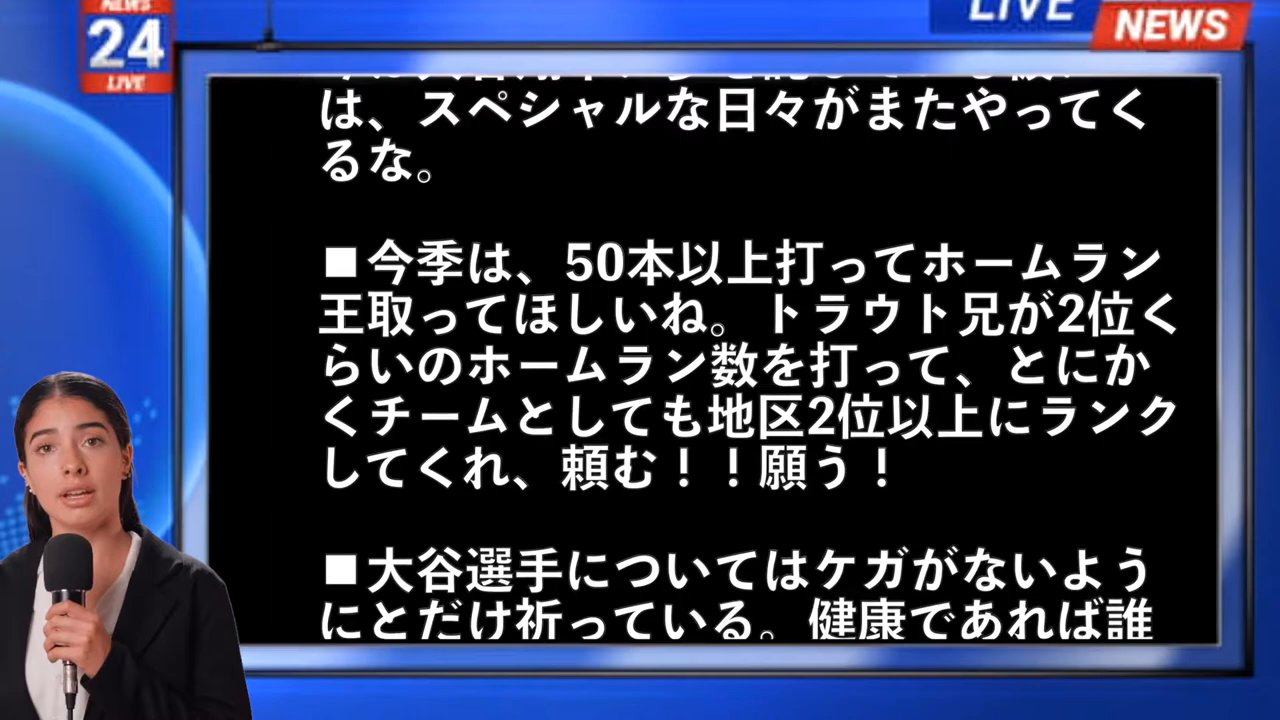 NEWS
24
LIVE
LIVE
NEWS
は、スペシャルな日々がまたやってく
るな。
■今季は、50本以上打ってホームラン
王取ってほしいね。トラウト兄が2位く
らいのホームラン数を打って、とにか
くチームとしても地区2位以上にランク
してくれ、頼む！！願う！
■大谷選手についてはケガがないよう
にとだけ祈っている。健康であれば誰